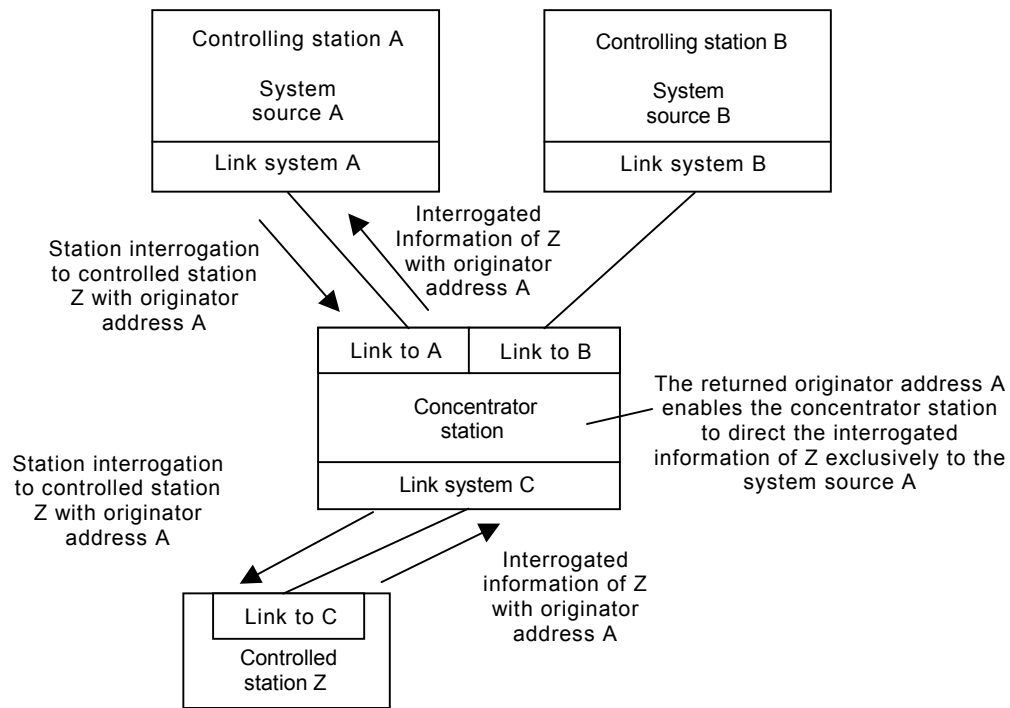 Controlling station A
System
source A
Link system A
Controlling station B
System
source B
Link system B
Station interrogation
to controlled station
Z with originator
address A
Interrogated
Information of Z
with originator
address A
Link to A
Link to B
Concentrator
station
Link system C
The returned originator address A
enables the concentrator station
to direct the interrogated
information of Z exclusively to the
system source A
Station interrogation
to controlled station
Z with originator
address A
Interrogated
information of Z
with originator
address A
Link to C
Controlled
station Z